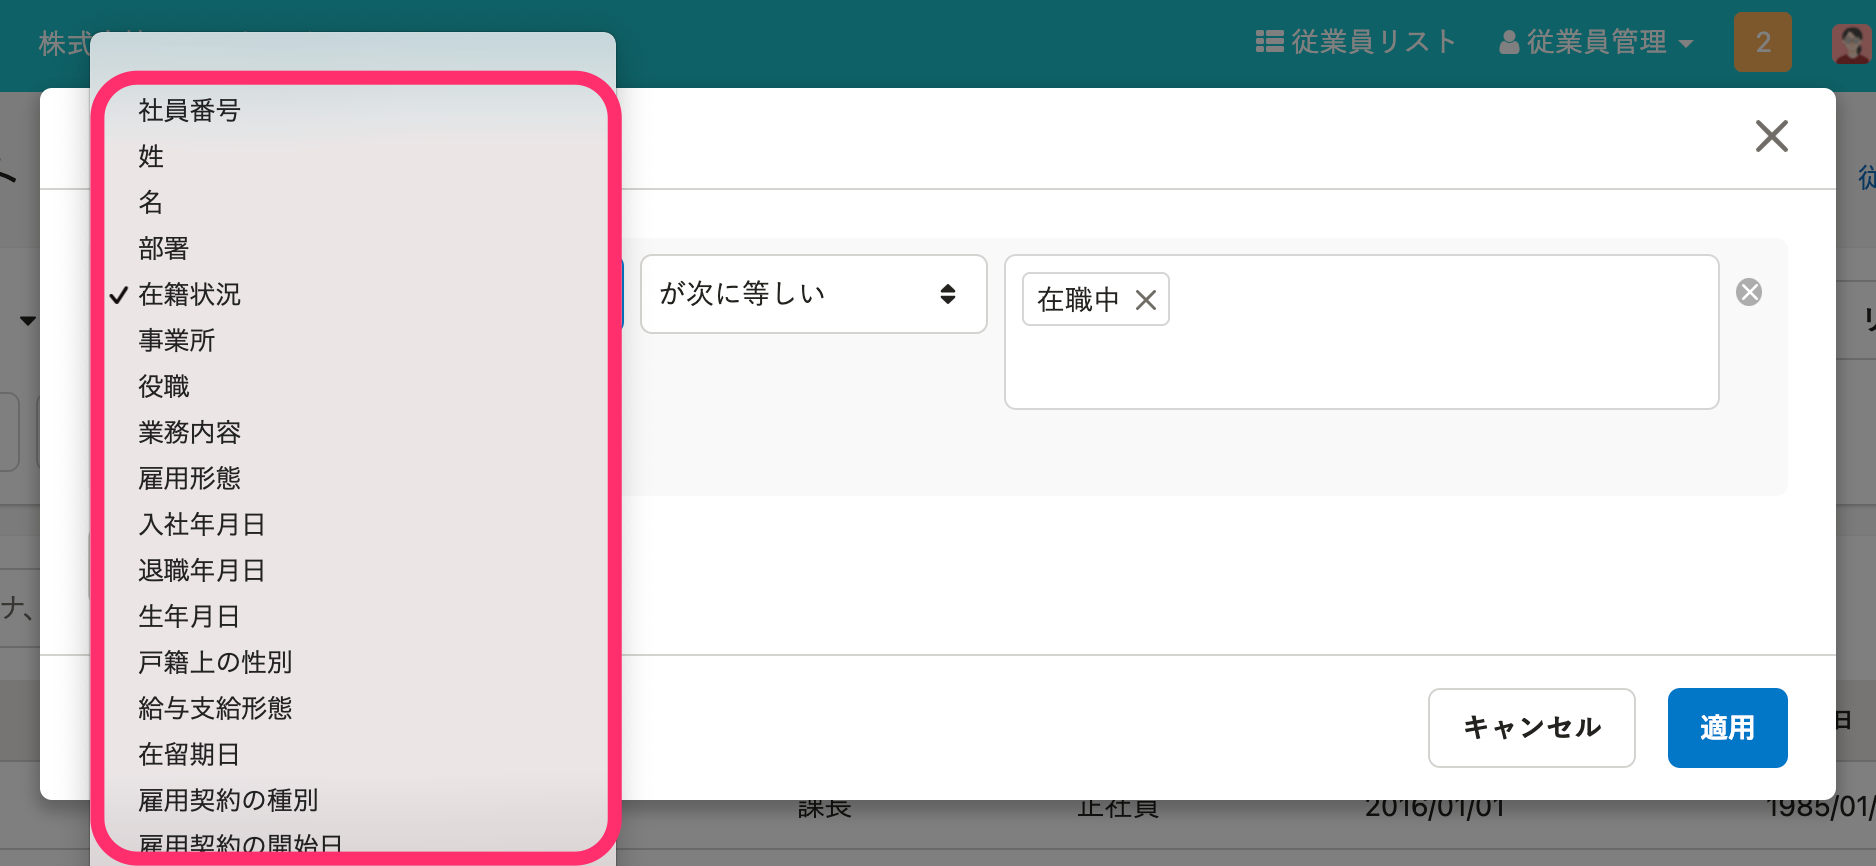 株式
従業員リスト
従業員管理
2
社員番号
姓
名
部署
在籍状況
事業所
役職
業務内容
雇用形態
入社年月日
退職年月日
生年月日
戸籍上の性別
給与支給形態
在留期日
雇用契約の種別
雇用契約の開始日
が次に等しい
在職中
キャンセル
適用
ト
従
リ
ナ、
日
課長
正社員
2016/01/01
1985/01/